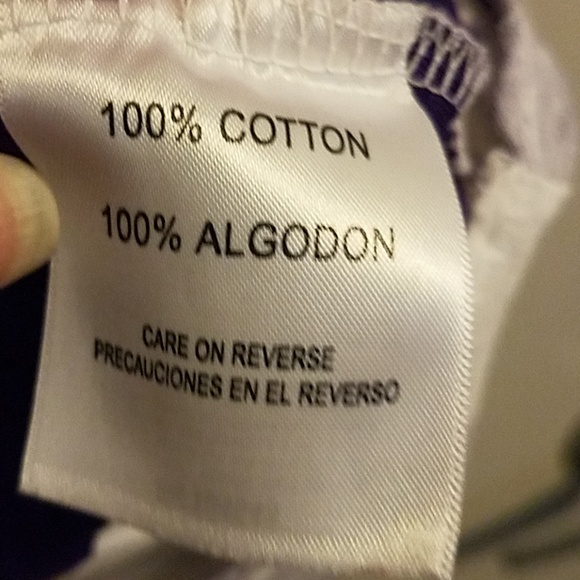 100% COTTON
100% ALGODON
CARE ON REVERSE
PRECAUCIONES EN EL REVERSO